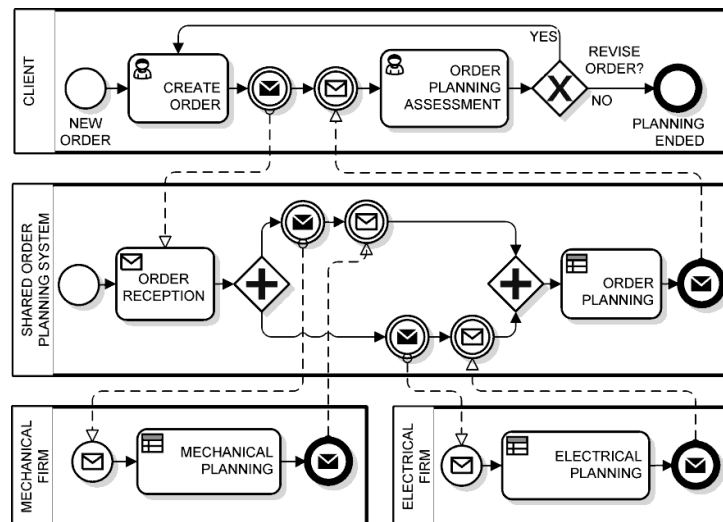 CLIENT
NEW
ORDER
CREATE
ORDER
ORDER
PLANNING
ASSESSMENT
YES
REVISE
ORDER?
NO
PLANNING
ENDED
SHARED ORDER
PLANNING SYSTEM
ORDER
RECEPTION
ORDER
PLANNING
MECHANICAL
FIRM
MECHANICAL
PLANNING
ELECTRICAL
FIRM
ELECTRICAL
PLANNING